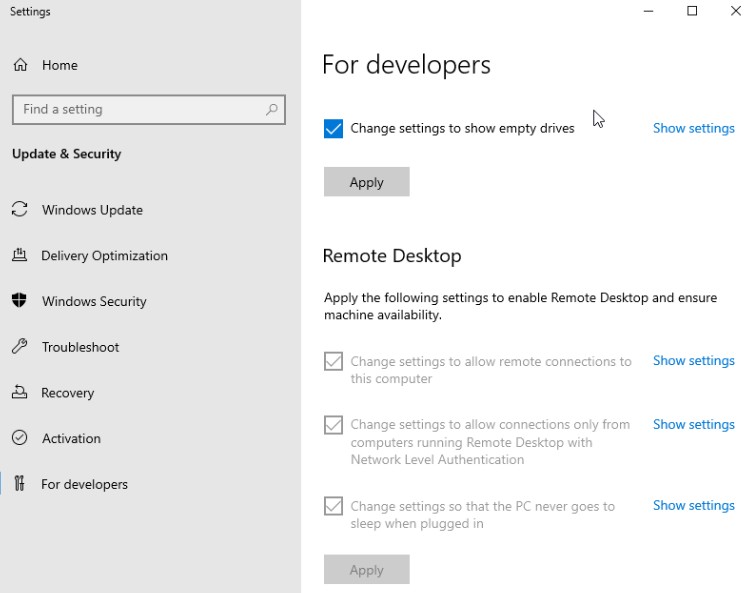 Settings
Home
Find a setting
Update & Security
Windows Update
Delivery Optimization
Windows Security
Troubleshoot
Recovery
Activation
For developers
For developers
Change settings to show empty drives
Show settings
Apply
Remote Desktop
Apply the following settings to enable Remote Desktop and ensure
machine availability.
Change settings to allow remote connections to
this computer
Show settings
Change settings to allow connections only from
computers running Remote Desktop with
Network Level Authentication
Show settings
Change settings so that the PC never goes to
sleep when plugged in
Show settings
Apply